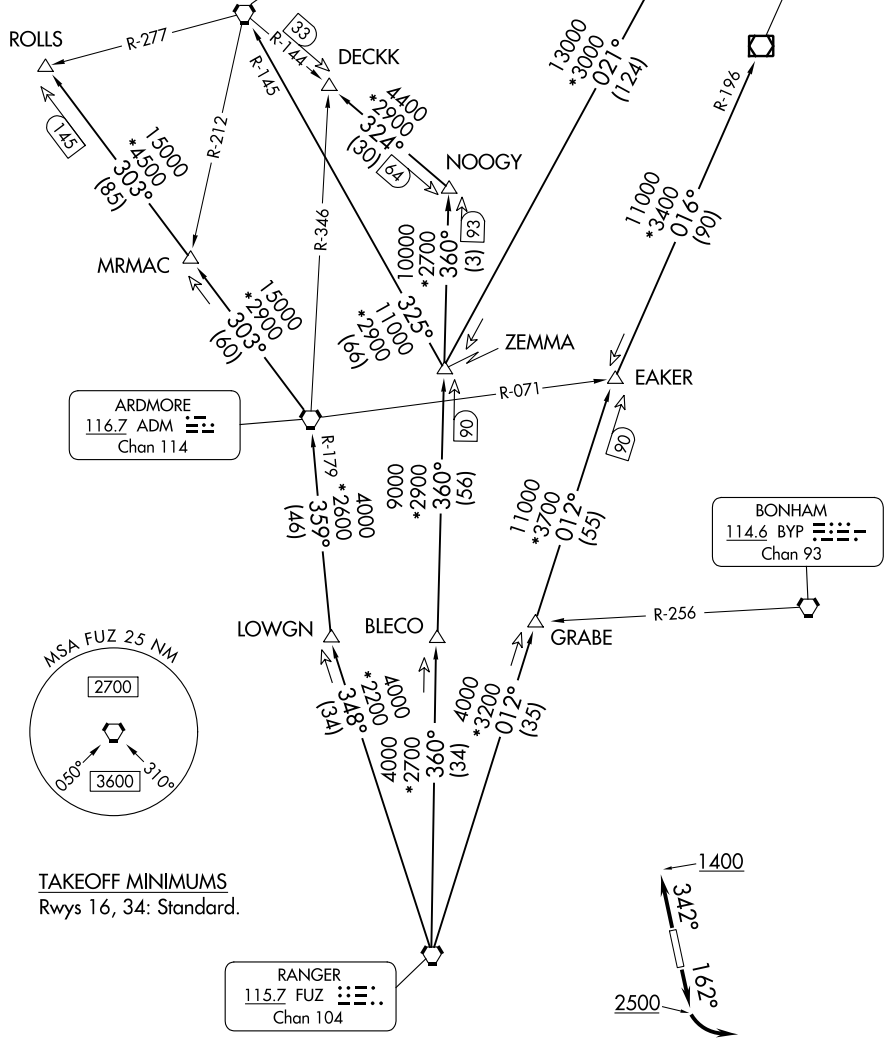 ROLLS
R-277
33
R-144
DECKK
R-145
13000
*3000
021°
(124)
R-196
145
15000
*4500
303°
(85)
R-212
4400
*2900
324°
(30)
64
NOOGY
93
R-346
10000
*2700
360°
(3)
11000
*3400
016°
(90)
MRMAC
15000
*2900
303°
(60)
325°
11000
*2900
(66)
ZEMMA
EAKER
R-071
ARDMORE
116.7 ADM
Chan 114
90
90
R-179
4000
*2600
359°
(46)
9000
*2900
360°
(56)
11000
*3700
012°
(55)
BONHAM
114.6 BYP
Chan 93
R-256
LOWGN
BLECO
GRABE
MSA FUZ 25 NM
2700
050°
310°
3600
4000
*2200
348°
(34)
4000
*2700
360°
(34)
4000
*3200
012°
(35)
TAKEOFF MINIMUMS
Rwys 16, 34: Standard.
1400
342°
162°
2500
RANGER
115.7 FUZ
Chan 104